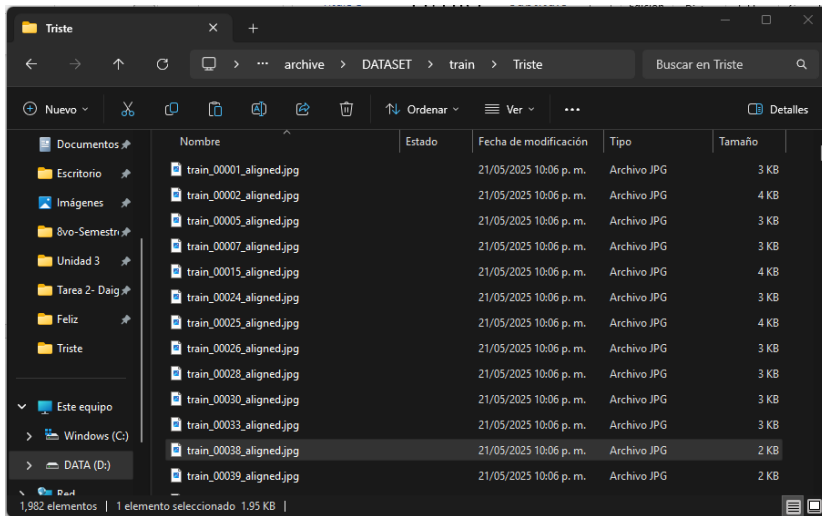 Triste
archive > DATASET > train > Triste
Buscar en Triste
Nuevo
Ordenar
Ver
Detalles
Nombre Estado Fecha de modificación Tipo Tamaño
Documentos
Escritorio
Imágenes
8vo-Semestre
Unidad 3
Tarea 2- Daig
Feliz
Triste
Este equipo
Windows (C:)
DATA (D:)
Red
train_00001_aligned.jpg 21/05/2025 10:06 p. m. Archivo JPG 3 KB
train_00002_aligned.jpg 21/05/2025 10:06 p. m. Archivo JPG 4 KB
train_00005_aligned.jpg 21/05/2025 10:06 p. m. Archivo JPG 3 KB
train_00007_aligned.jpg 21/05/2025 10:06 p. m. Archivo JPG 3 KB
train_00015_aligned.jpg 21/05/2025 10:06 p. m. Archivo JPG 4 KB
train_00024_aligned.jpg 21/05/2025 10:06 p. m. Archivo JPG 3 KB
train_00025_aligned.jpg 21/05/2025 10:06 p. m. Archivo JPG 4 KB
train_00026_aligned.jpg 21/05/2025 10:06 p. m. Archivo JPG 3 KB
train_00028_aligned.jpg 21/05/2025 10:06 p. m. Archivo JPG 3 KB
train_00030_aligned.jpg 21/05/2025 10:06 p. m. Archivo JPG 3 KB
train_00033_aligned.jpg 21/05/2025 10:06 p. m. Archivo JPG 3 KB
train_00038_aligned.jpg 21/05/2025 10:06 p. m. Archivo JPG 2 KB
train_00039_aligned.jpg 21/05/2025 10:06 p. m. Archivo JPG 2 KB
1,982 elementos | 1 elemento seleccionado 1.95 KB |